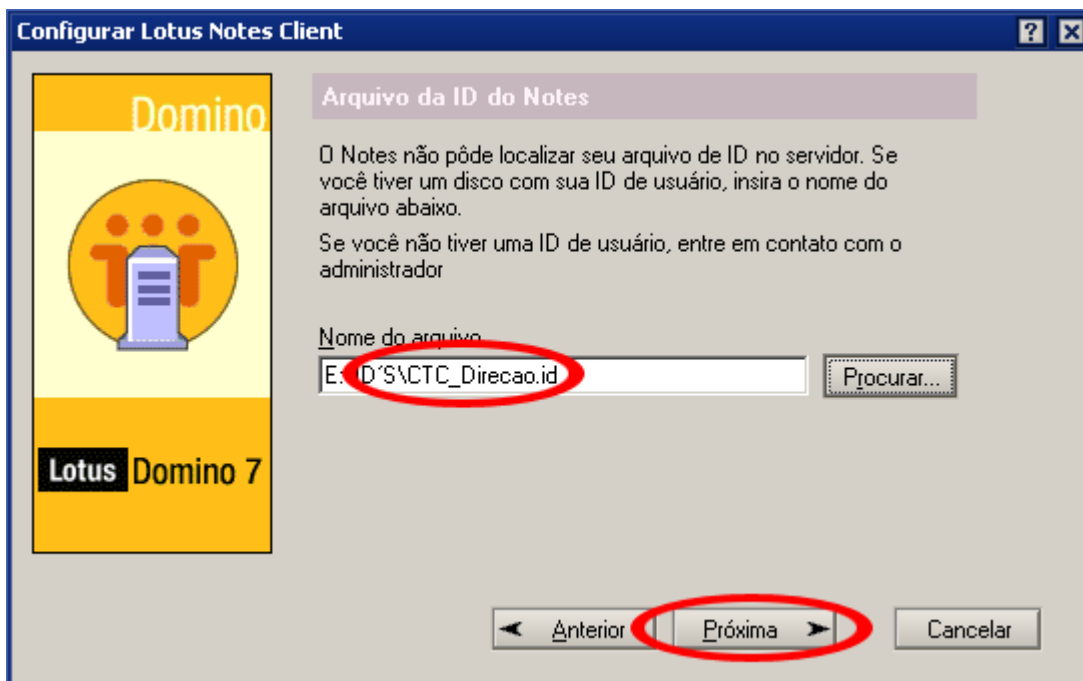 Configurar Lotus Notes Client
Domino
Arquivo da ID do Notes
O Notes não pôde localizar seu arquivo de ID no servidor. Se
você tiver um disco com sua ID de usuário, insira o nome do
arquivo abaixo.
Se você não tiver uma ID de usuário, entre em contato com o
administrador
Nome do arquivo
E:\ID´S\CTC_Direcao.id
Procurar...
Lotus Domino 7
Anterior
Próxima
Cancelar